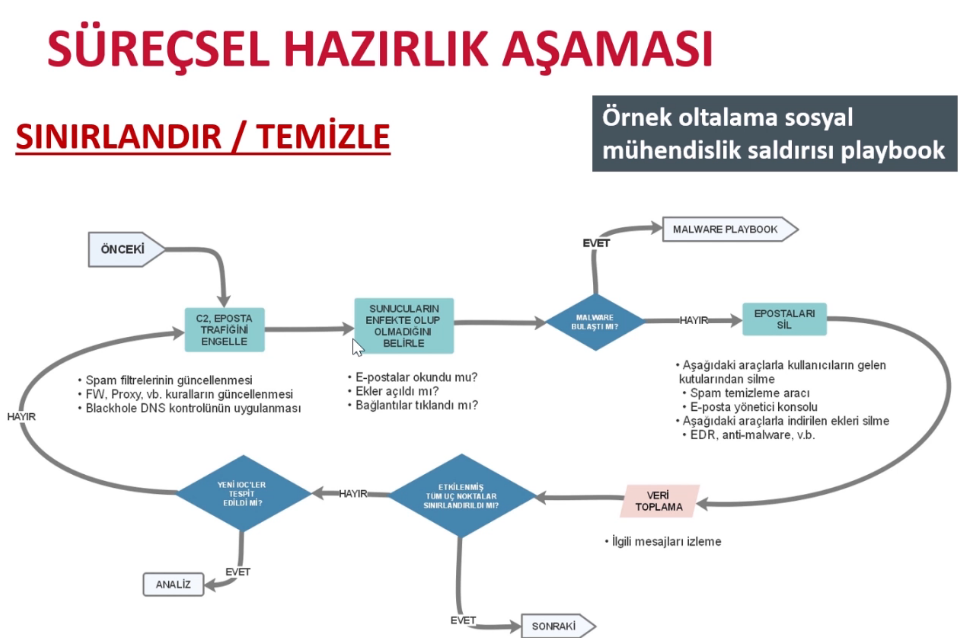 SÜREÇSEL HAZIRLIK AŞAMASI
SINIRLANDIR / TEMİZLE
Örnek oltalama sosyal
mühendislik saldırısı playbook
ÖNCEKİ
C2, EPOSTA
TRAFİĞİNİ
ENGELLE
• Spam filtrelerinin güncellenmesi
• FW, Proxy, vb. kuralların güncellenmesi
• Blackhole DNS kontrolünün uygulanması
SUNUCULARIN
ENFEKTE OLUP
OLMADIĞINI
BELİRLE
• E-postalar okundu mu?
• Ekler açıldı mı?
• Bağlantılar tıklandı mı?
MALWARE
BULAŞTI MI?
EVET
MALWARE PLAYBOOK
HAYIR
EPOSTALARI
SİL
• Aşağıdaki araçlarla kullanıcıların gelen
kutularından silme
• Spam temizleme aracı
• E-posta yönetici konsolu
• Aşağıdaki araçlarla indirilen ekleri silme
• EDR, anti-malware, v.b.
VERİ
TOPLAMA
• İlgili mesajları izleme
ETKİLENMİŞ
TÜM UÇ NOKTALAR
SINIRLANDIRILDI MI?
EVET
SONRAKİ
HAYIR
YENİ IOC'LER
TESPİT
EDİLDİ Mİ?
EVET
ANALİZ
HAYIR